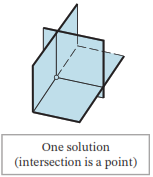 One solution
(intersection is a point)